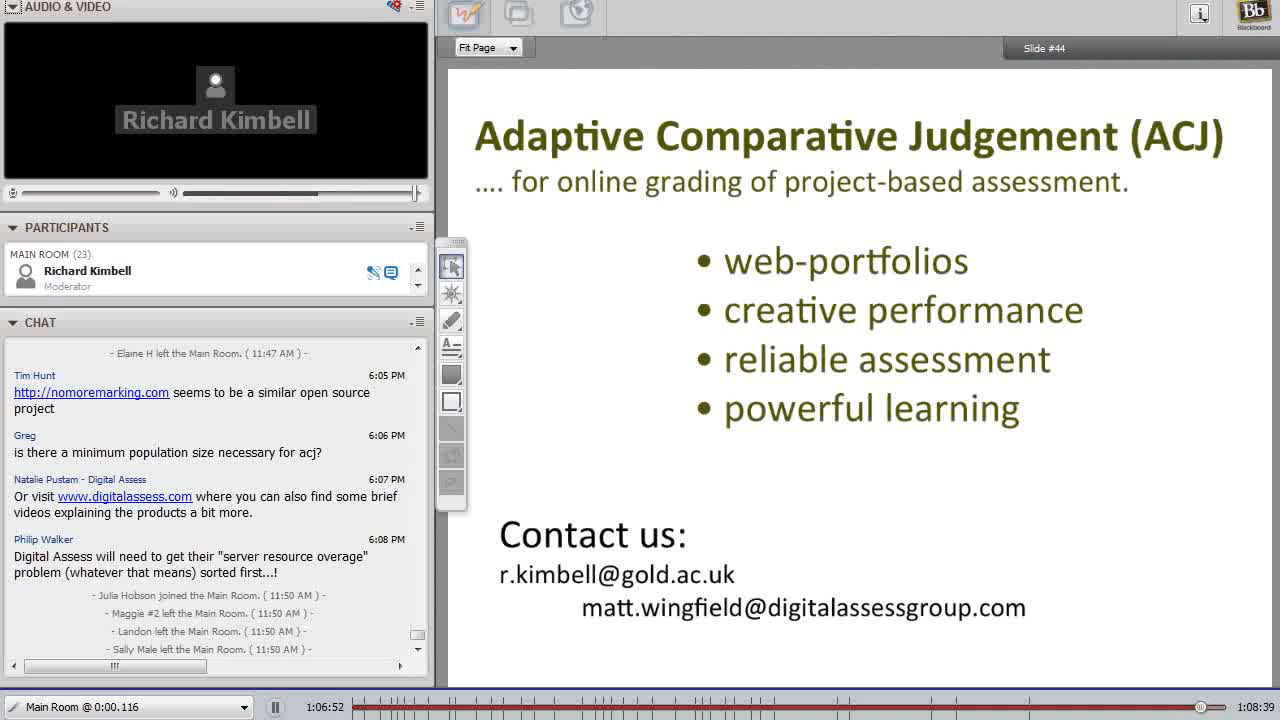 AUDIO & VIDEO
Richard Kimbell
PARTICIPANTS
MAIN ROOM (23)
Richard Kimbell
Moderator
CHAT
- Elaine H left the Main Room. ( 11:47 AM ) -
Tim Hunt 6:05 PM
http://nomoremarking.com seems to be a similar open source
project
Greg 6:06 PM
is there a minimum population size necessary for acj?
Natalie Pustam - Digital Assess 6:07 PM
Or visit www.digitalassess.com where you can also find some brief
videos explaining the products a bit more.
Philip Walker 6:08 PM
Digital Assess will need to get their "server resource overage"
problem (whatever that means) sorted first...!
- Julia Hobson joined the Main Room. ( 11:50 AM ) -
- Maggie #2 left the Main Room. ( 11:50 AM ) -
- Landon left the Main Room. ( 11:50 AM ) -
- Sally Male left the Main Room. ( 11:50 AM ) -
Fit Page
Slide #44
Bb
Blackboard
Adaptive Comparative Judgement (ACJ)
.... for online grading of project-based assessment.
• web-portfolios
• creative performance
• reliable assessment
• powerful learning
Contact us:
r.kimbell@gold.ac.uk
matt.wingfield@digitalassessgroup.com
Main Room @ 0:00.116
1:06:52
1:08:39